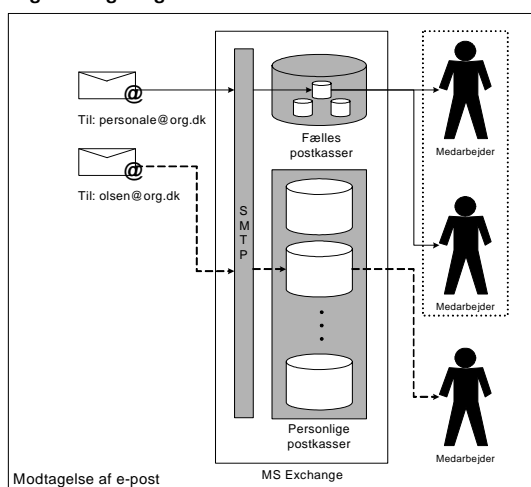 @
Til: personale@org.dk
@
Til: olsen@org.dk
SMTP
Fælles
postkasser
Personlige
postkasser
MS Exchange
Medarbejder
Medarbejder
Medarbejder
Modtagelse af e-post